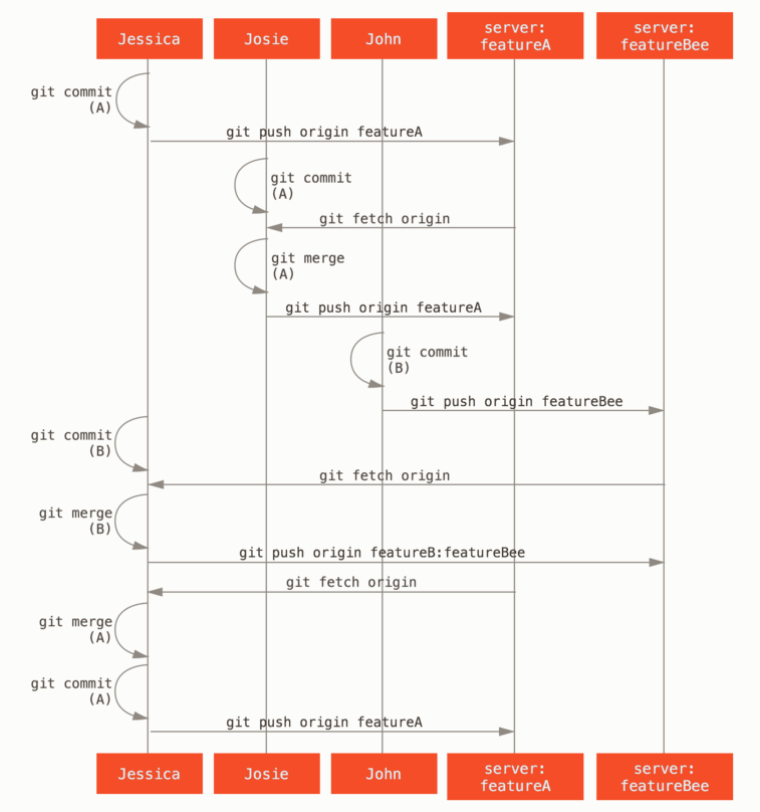 Jessica
Josie
John
server:
featureA
server:
featureBee
git commit
(A)
git push origin featureA
git commit
(A)
git fetch origin
git merge
(A)
git push origin featureA
git commit
(B)
git push origin featureBee
git commit
(B)
git fetch origin
git merge
(B)
git push origin featureB:featureBee
git fetch origin
git merge
(A)
git commit
(A)
git push origin featureA
Jessica
Josie
John
server:
featureA
server:
featureBee